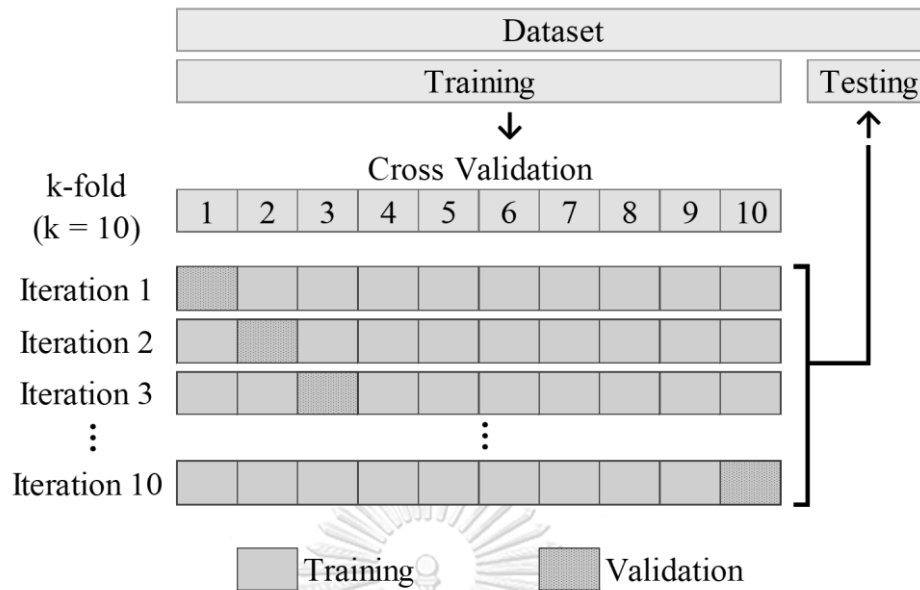 Dataset
Training Testing
Cross Validation
k-fold
(k = 10)
1 2 3 4 5 6 7 8 9 10
Iteration 1
Iteration 2
Iteration 3
Iteration 10
Training Validation